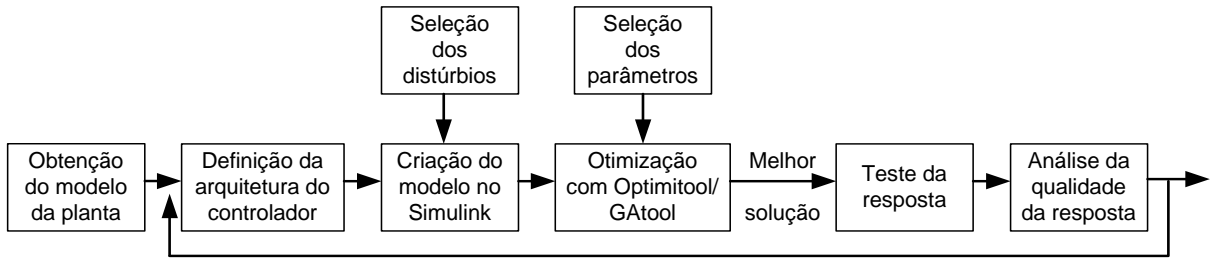 Seleção
dos
distúrbios
Seleção
dos
parâmetros
Obtenção
do modelo
da planta
Definição da
arquitetura do
controlador
Criação do
modelo no
Simulink
Otimização
com Optimitool/
GAtool
Melhor
solução
Teste da
resposta
Análise da
qualidade
da resposta